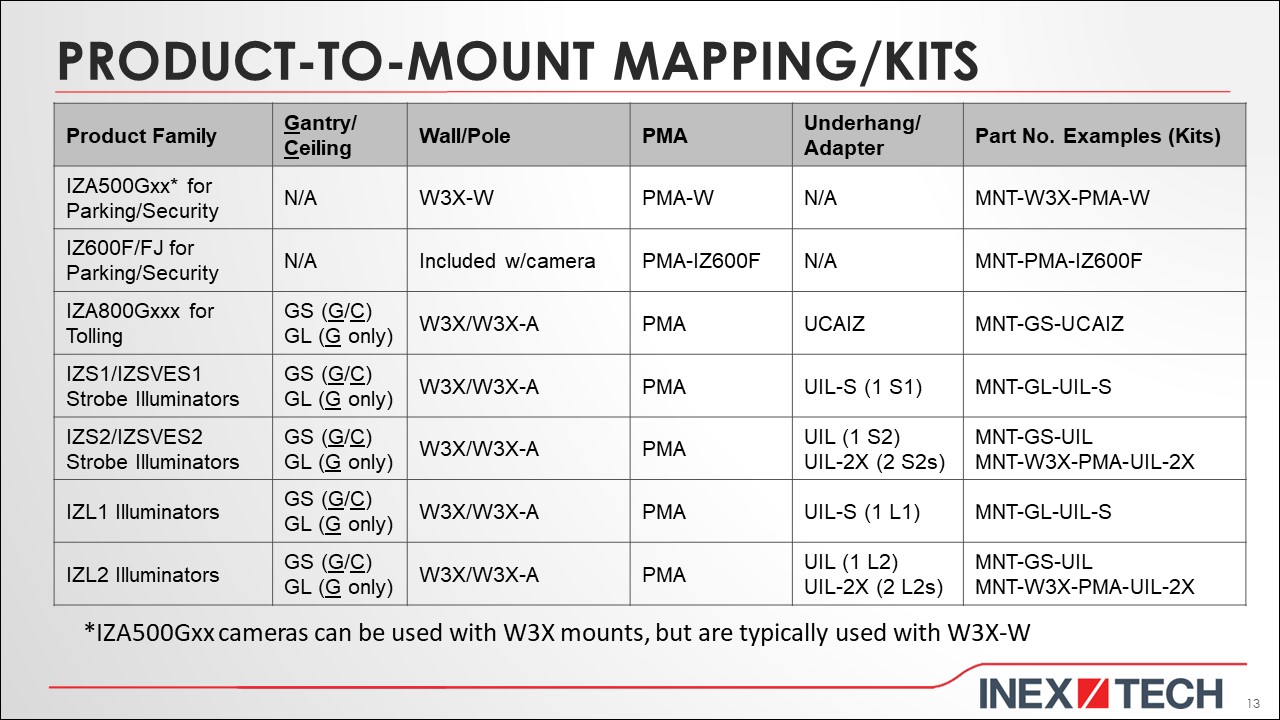 PRODUCT-TO-MOUNT MAPPING/KITS
Product Family
Gantry/
Ceiling
Wall/Pole
PMA
Underhang/
Adapter
Part No. Examples (Kits)
IZA500Gxx* for
Parking/Security
N/A
W3X-W
PMA-W
N/A
MNT-W3X-PMA-W
IZ600F/FJ for
Parking/Security
N/A
Included w/camera
PMA-IZ600F
N/A
MNT-PMA-IZ600F
IZA800Gxxx for
Tolling
GS (G/C)
GL (G only)
W3X/W3X-A
PMA
UCAIZ
MNT-GS-UCAIZ
IZS1/IZSVES1
Strobe Illuminators
GS (G/C)
GL (G only)
W3X/W3X-A
PMA
UIL-S (1 S1)
MNT-GL-UIL-S
IZS2/IZSVES2
Strobe Illuminators
GS (G/C)
GL (G only)
W3X/W3X-A
PMA
UIL (1 S2)
UIL-2X (2 S2s)
MNT-GS-UIL
MNT-W3X-PMA-UIL-2X
IZL1 Illuminators
GS (G/C)
GL (G only)
W3X/W3X-A
PMA
UIL-S (1 L1)
MNT-GL-UIL-S
IZL2 Illuminators
GS (G/C)
GL (G only)
W3X/W3X-A
PMA
UIL (1 L2)
UIL-2X (2 L2s)
MNT-GS-UIL
MNT-W3X-PMA-UIL-2X
*IZA500Gxx cameras can be used with W3X mounts, but are typically used with W3X-W
INEX TECH
13